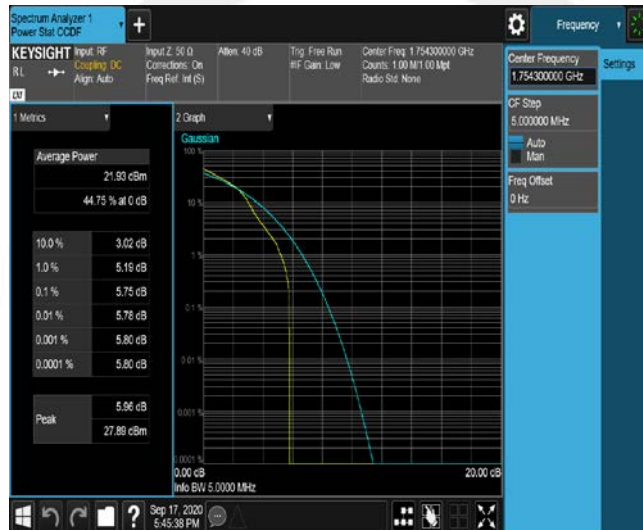 Spectrum Analyzer 1
Power Stat CCDF
+
Frequency
KEYSIGHT
RL
Input: RF
Coupling: DC
Align: Auto
Input Z: 50 Ω
Corrections: On
Freq Ref: Int (S)
Atten: 40 dB
Trig: Free Run
#IF Gain: Low
Center Freq: 1.754300000 GHz
Counts: 1.00 M/1.00 Mpt
Radio Std: None
Center Frequency
1.754300000 GHz
Settings
CF Step
5.000000 MHz
Auto
Man
Freq Offset
0 Hz
1 Metrics
Average Power
21.93 dBm
44.75 % at 0 dB
10.0 % 3.02 dB
1.0 % 5.19 dB
0.1 % 5.75 dB
0.01 % 5.78 dB
0.001 % 5.80 dB
0.0001 % 5.80 dB
Peak 5.96 dB
27.89 dBm
2 Graph
Gaussian
100 %
10 %
1 %
0.1 %
0.01 %
0.001 %
0.0001 %
0.00 dB 20.00 dB
Info BW 5.0000 MHz
?
Sep 17, 2020
5:45:38 PM